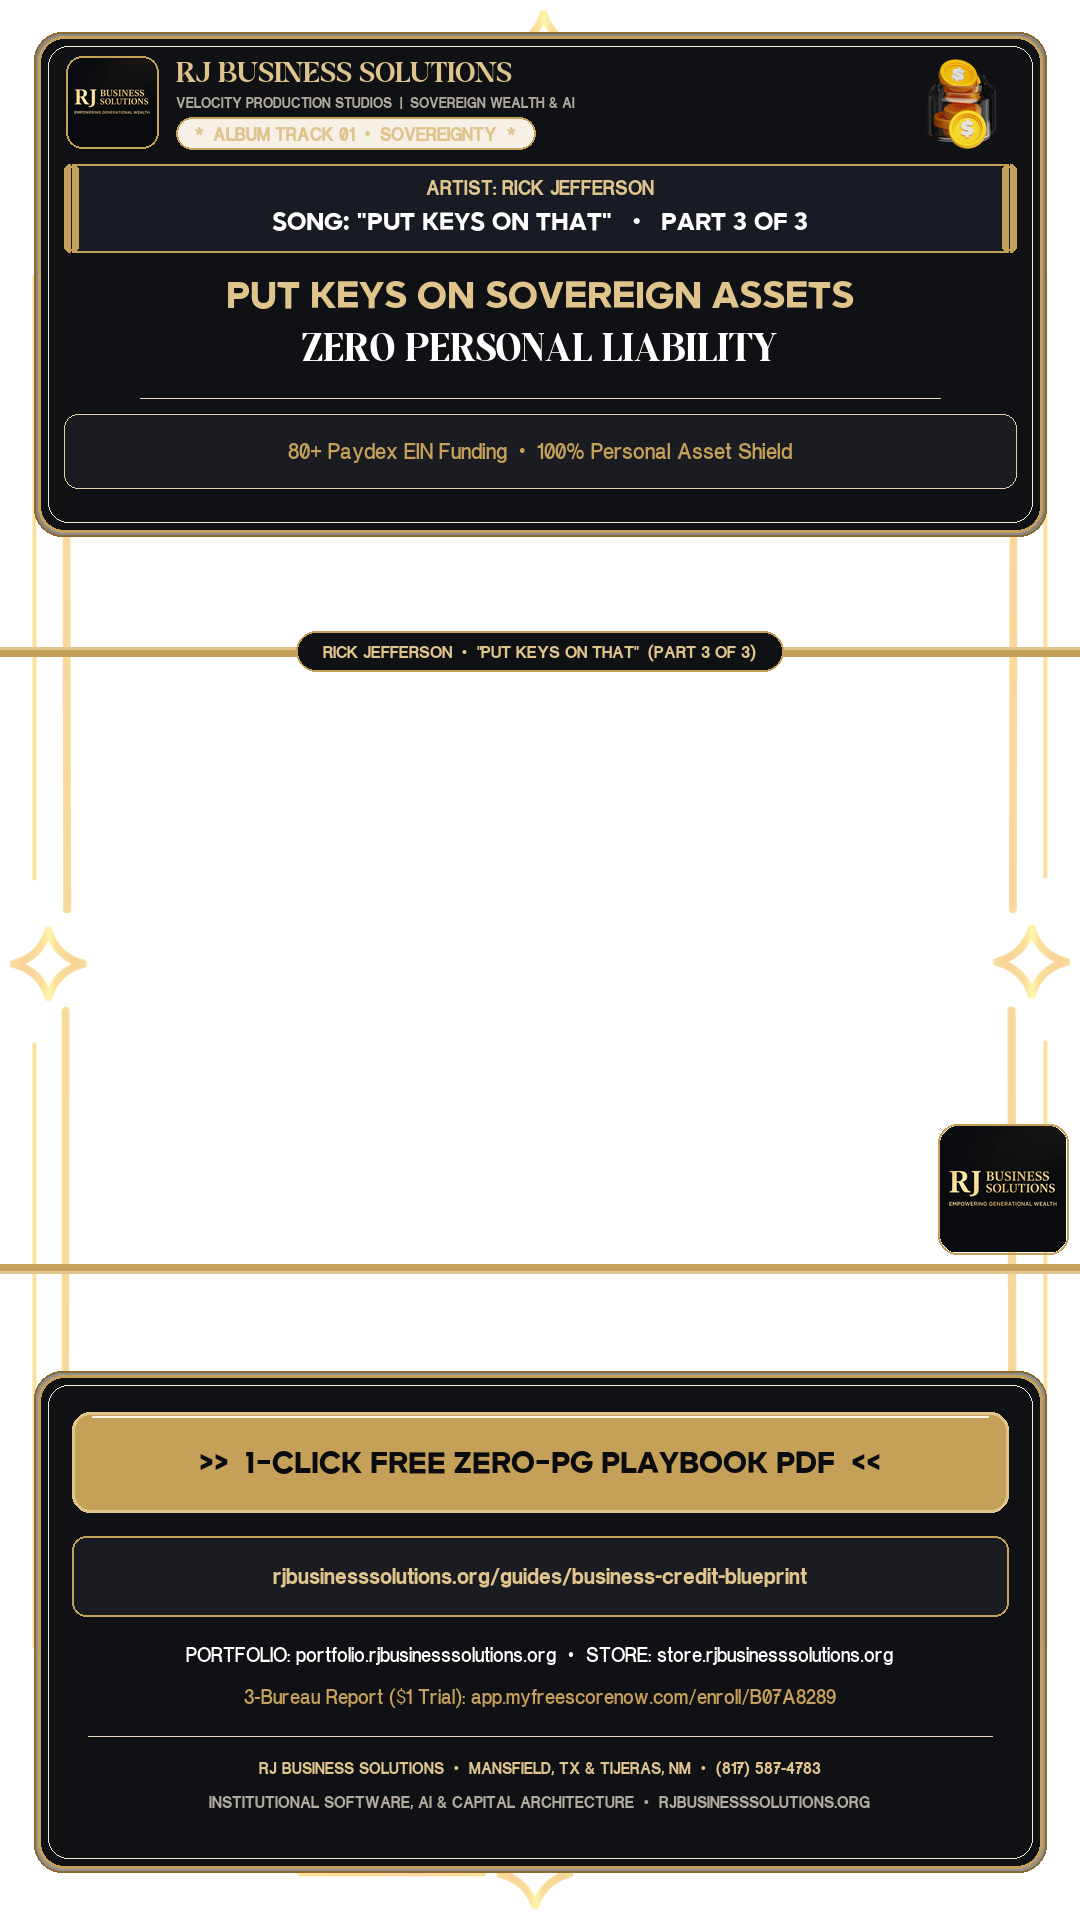 RJ BUSINESS SOLUTIONS
EMPOWERING GENERATIONAL WEALTH
RJ BUSINESS SOLUTIONS
VELOCITY PRODUCTION STUDIOS | SOVEREIGN WEALTH & AI
* ALBUM TRACK 01 • SOVEREIGNTY *
ARTIST: RICK JEFFERSON
SONG: "PUT KEYS ON THAT" • PART 3 OF 3
PUT KEYS ON SOVEREIGN ASSETS
ZERO PERSONAL LIABILITY
80+ Paydex EIN Funding • 100% Personal Asset Shield
RICK JEFFERSON • "PUT KEYS ON THAT" (PART 3 OF 3)
RJ BUSINESS SOLUTIONS
EMPOWERING GENERATIONAL WEALTH
>> 1-CLICK FREE ZERO-PG PLAYBOOK PDF <<
rjbusinesssolutions.org/guides/business-credit-blueprint
PORTFOLIO: portfolio.rjbusinesssolutions.org • STORE: store.rjbusinesssolutions.org
3-Bureau Report ($1 Trial): app.myfreescorenow.com/enroll/B07A8289
RJ BUSINESS SOLUTIONS • MANSFIELD, TX & TIJERAS, NM • (817) 587-4783
INSTITUTIONAL SOFTWARE, AI & CAPITAL ARCHITECTURE • RJBUSINESSSOLUTIONS.ORG